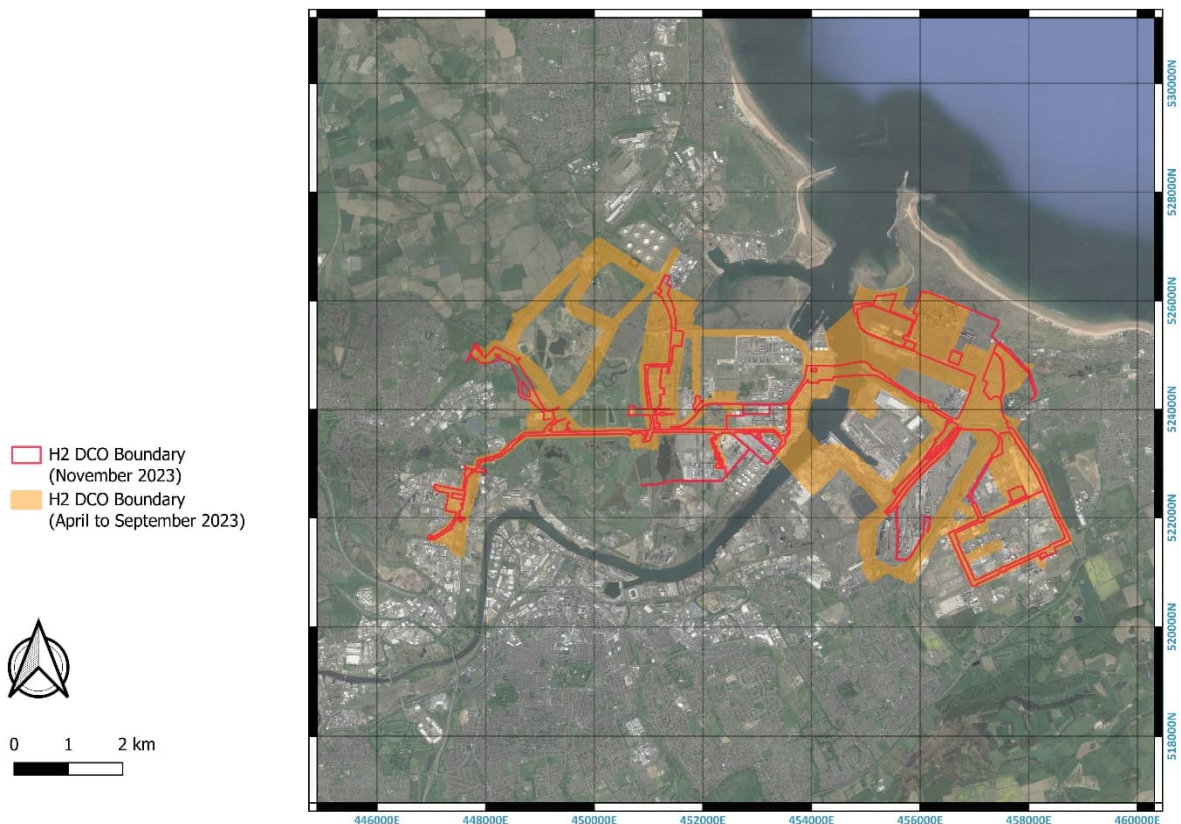 H2 DCO Boundary
(November 2023)
H2 DCO Boundary
(April to September 2023)
0 1 2 km
530000N
528000N
526000N
524000N
522000N
520000N
518000N
446000E 448000E 450000E 452000E 454000E 456000E 458000E 460000E